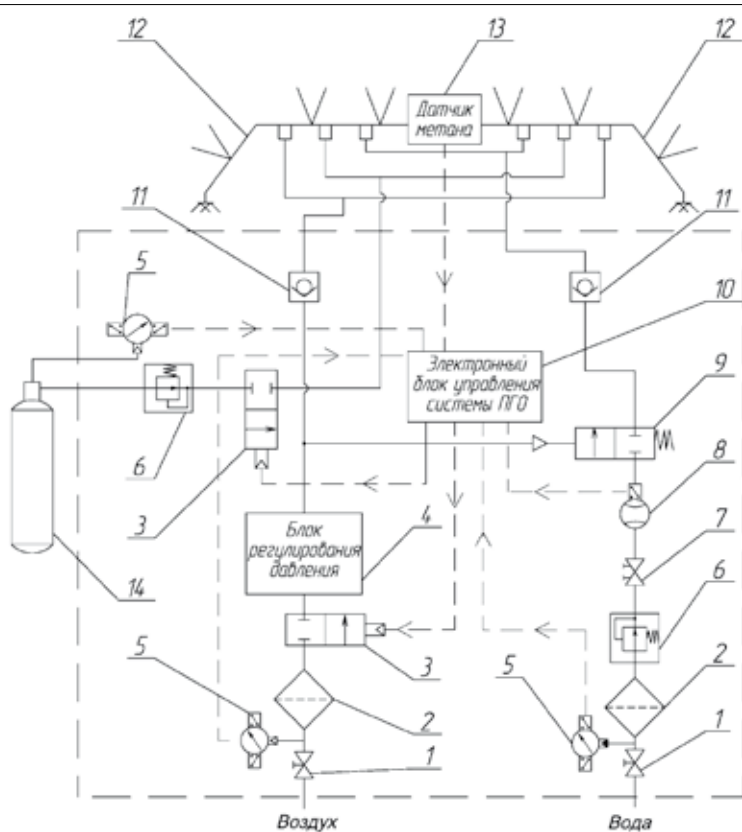 12
13
12
Датчик
метана
11
11
5
10
Электронный
блок управления
системы ПГО
9
8
6
3
Блок
регулирования
давления
4
7
6
14
3
5
2
5
2
1
1
Воздух
Вода